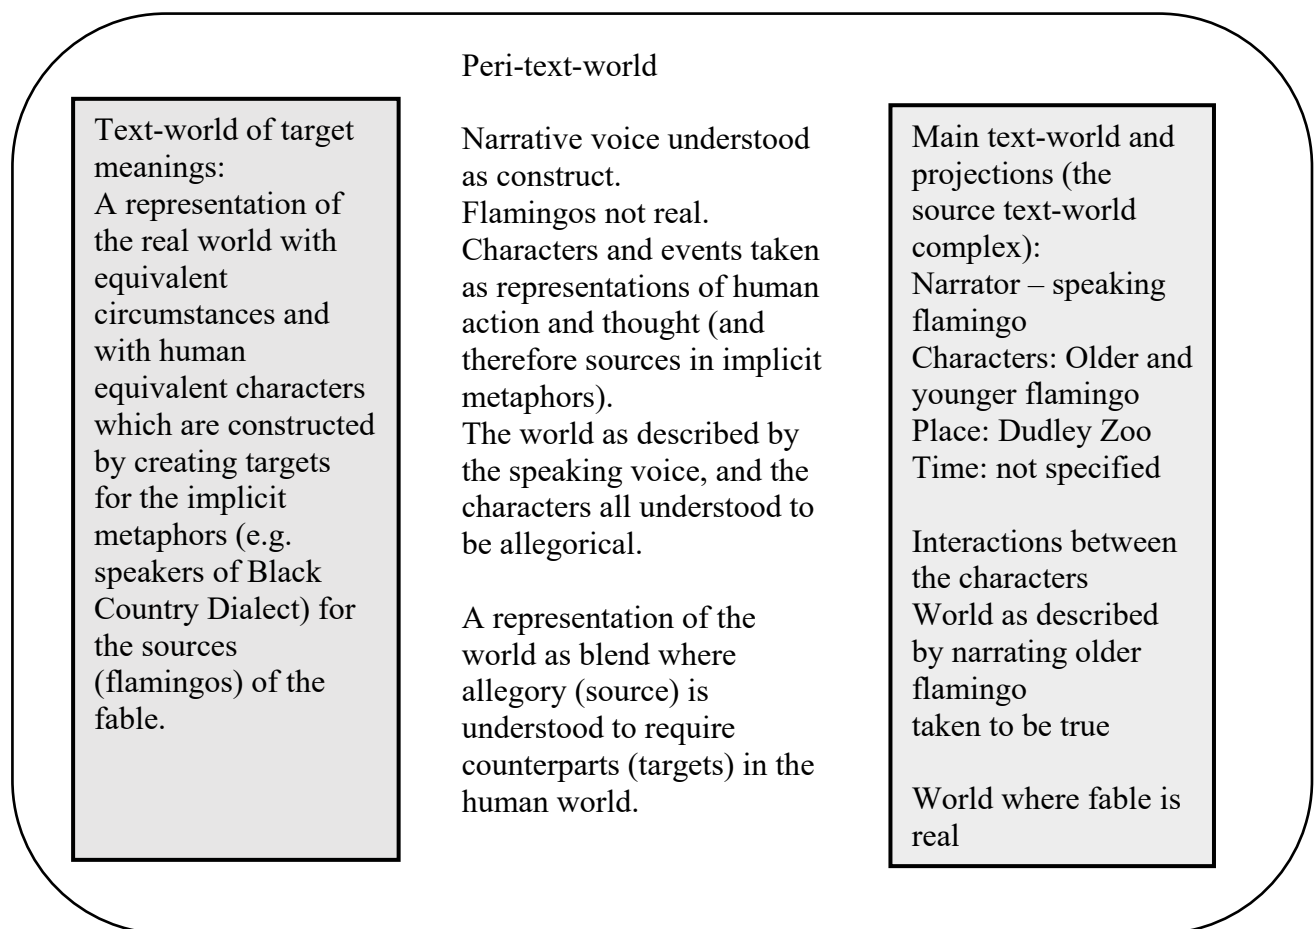 Peri-text-world
Text-world of target
meanings:
A representation of
the real world with
equivalent
circumstances and
with human
equivalent characters
which are constructed
by creating targets
for the implicit
metaphors (e.g.
speakers of Black
Country Dialect) for
the sources
(flamingos) of the
fable.
Narrative voice understood
as construct.
Flamingos not real.
Characters and events taken
as representations of human
action and thought (and
therefore sources in implicit
metaphors).
The world as described by
the speaking voice, and the
characters all understood to
be allegorical.
A representation of the
world as blend where
allegory (source) is
understood to require
counterparts (targets) in the
human world.
Main text-world and
projections (the
source text-world
complex):
Narrator – speaking
flamingo
Characters: Older and
younger flamingo
Place: Dudley Zoo
Time: not specified
Interactions between
the characters
World as described
by narrating older
flamingo
taken to be true
World where fable is
real